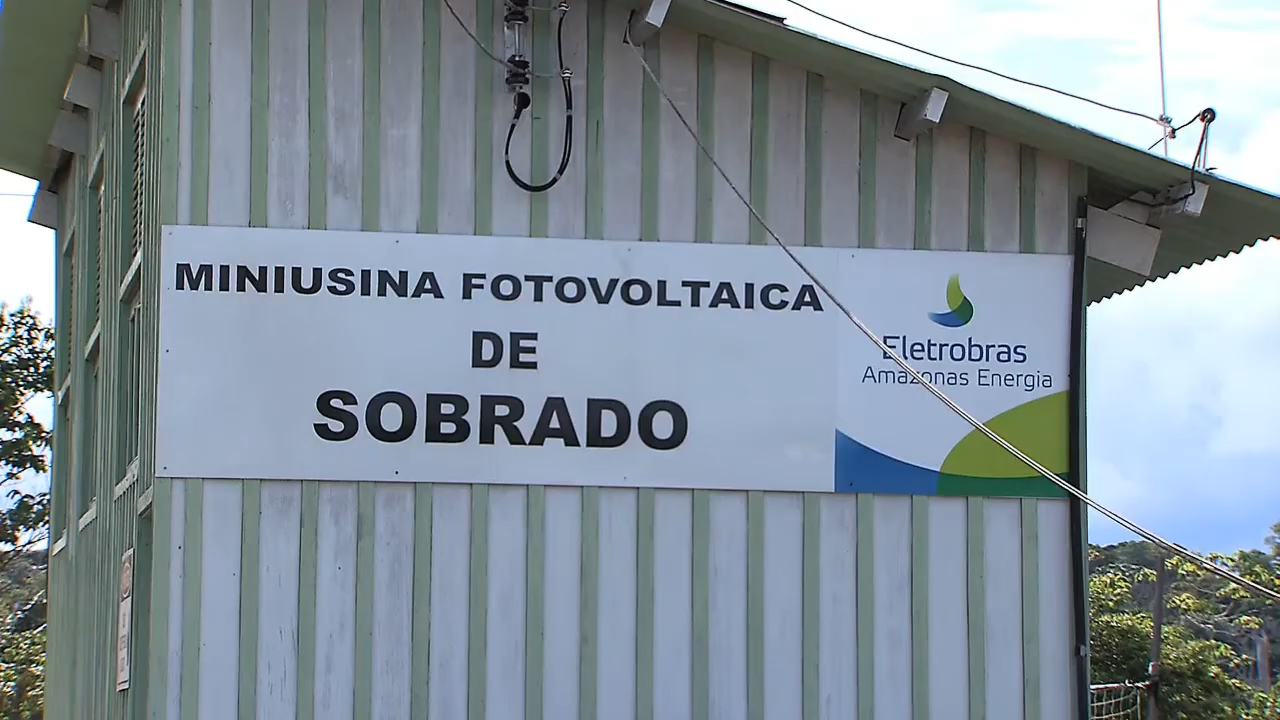 MINIUSINA FOTOVOLTAICA
DE
SOBRADO
Eletrobras
Amazonas Energia